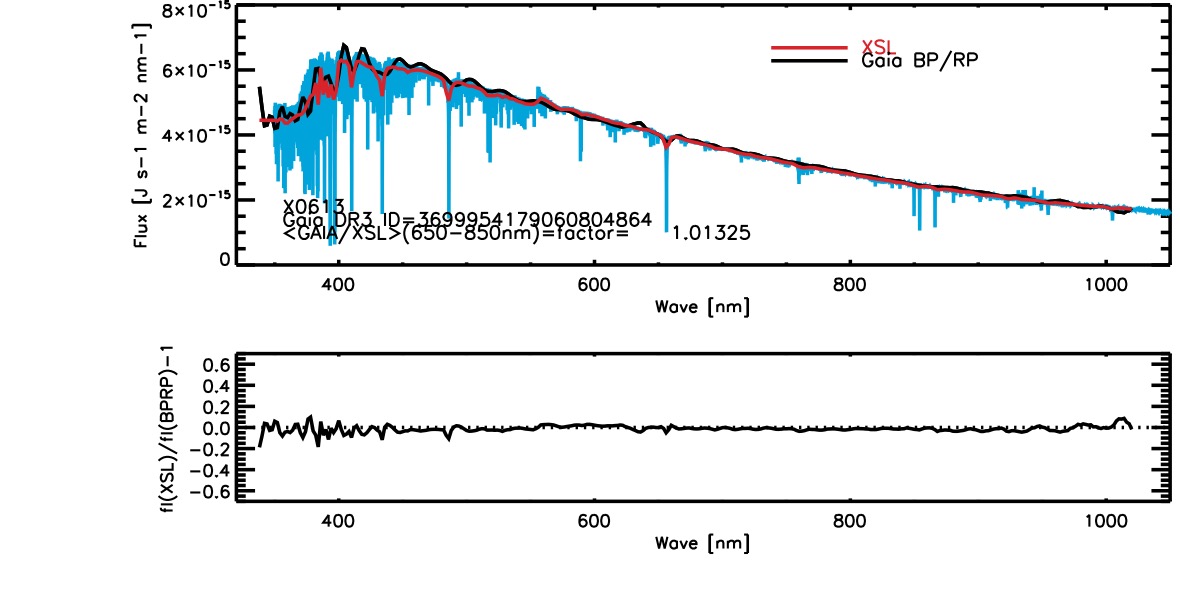 8×10⁻¹⁵
6×10⁻¹⁵
4×10⁻¹⁵
2×10⁻¹⁵
0
Flux [J s−1 m−2 nm−1]
XSL
Gaia BP/RP
X0613
Gaia DR3 ID=3699954179060804864
<GAIA/XSL>(650−850nm)=factor= 1.01325
400 600 800 1000
Wave [nm]
fl(XSL)/fl(BPRP)−1
0.6
0.4
0.2
0.0
−0.2
−0.4
−0.6
400 600 800 1000
Wave [nm]